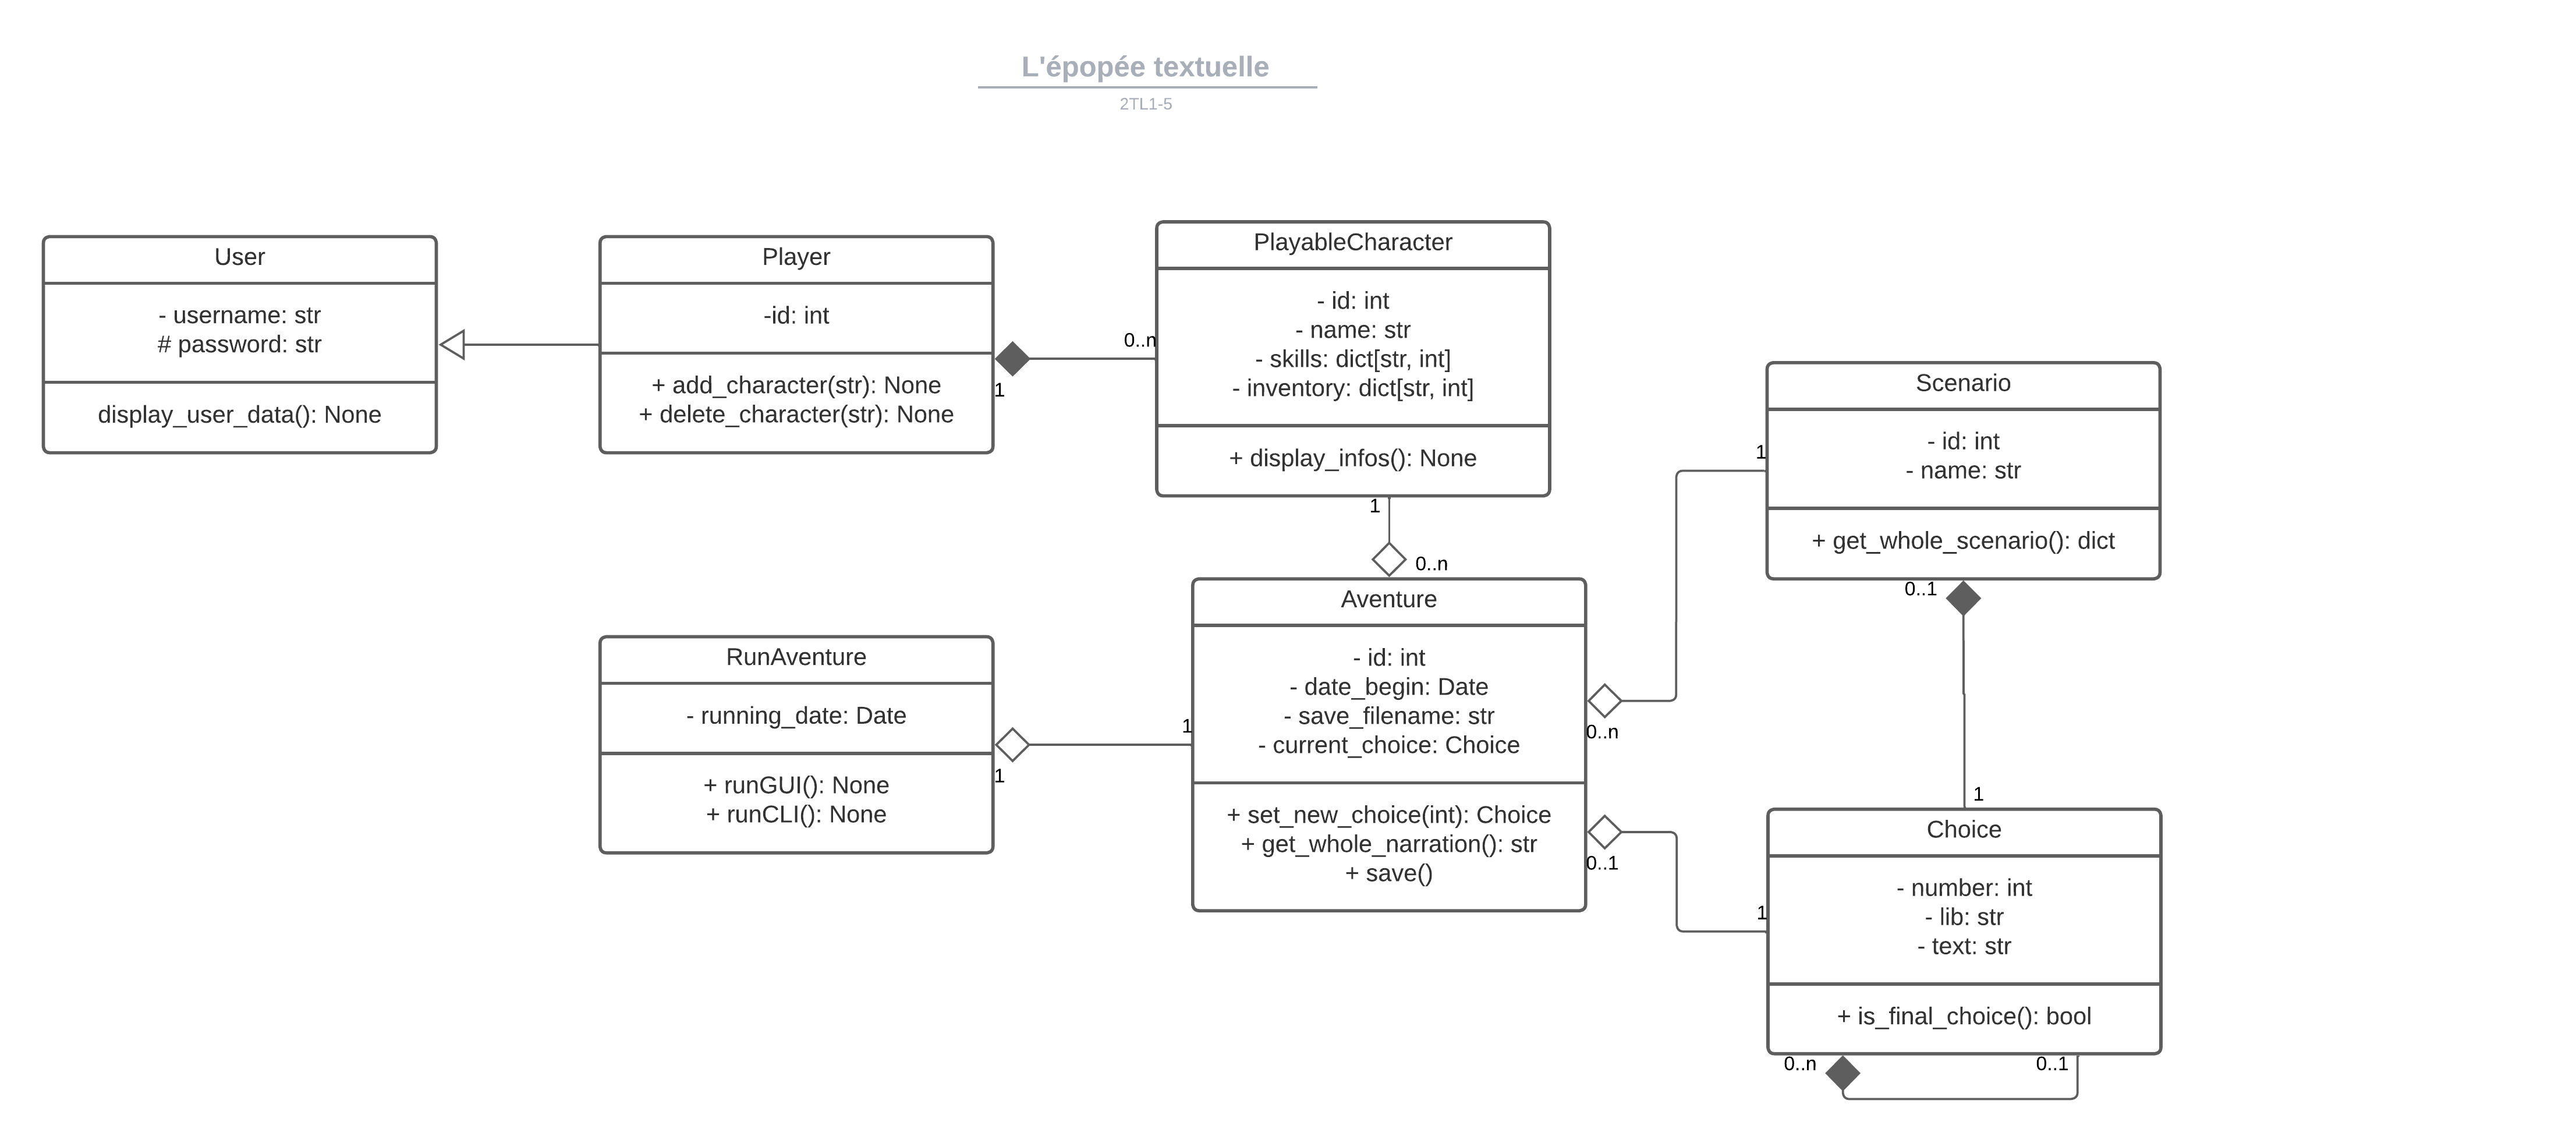 L'épopée textuelle
2TL1-5
User
- username: str
# password: str
display_user_data(): None
Player
-id: int
+ add_character(str): None
+ delete_character(str): None
1
0..n
PlayableCharacter
- id: int
- name: str
- skills: dict[str, int]
- inventory: dict[str, int]
+ display_infos(): None
1
0..n
RunAventure
- running_date: Date
+ runGUI(): None
+ runCLI(): None
1
1
Aventure
- id: int
- date_begin: Date
- save_filename: str
- current_choice: Choice
+ set_new_choice(int): Choice
+ get_whole_narration(): str
+ save()
0..n
1
0..1
1
Scenario
- id: int
- name: str
+ get_whole_scenario(): dict
0..1
1
Choice
- number: int
- lib: str
- text: str
+ is_final_choice(): bool
0..n
0..1